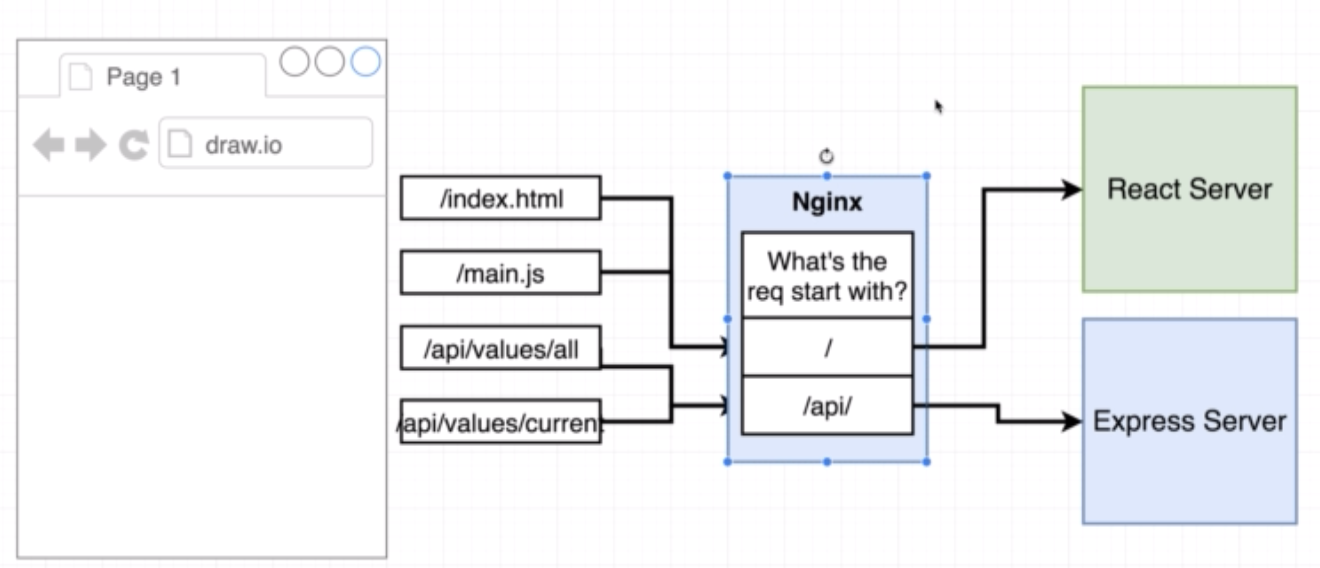 Page 1
draw.io
/index.html
/main.js
/api/values/all
/api/values/current
Nginx
What's the
req start with?
/
/api/
React Server
Express Server